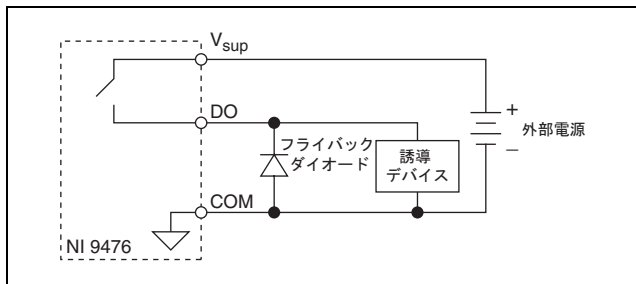 Vsup
DO
フライバック
ダイオード
誘導
デバイス
+
外部電源
−
COM
NI 9476